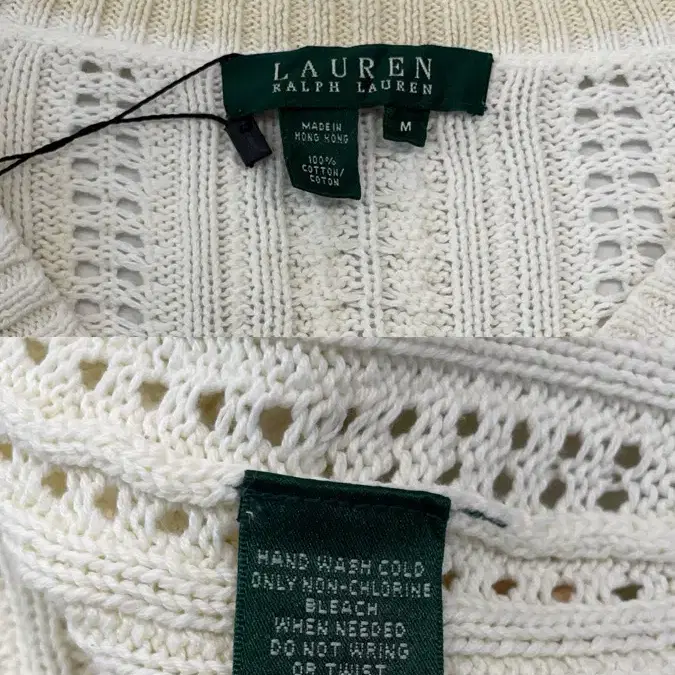 LAUREN
RALPH LAUREN
M
MADE IN
HONG KONG
100%
COTTON/
COTON
HAND WASH COLD
ONLY NON-CHLORINE
BLEACH
WHEN NEEDED
DO NOT WRING
OR TWIST